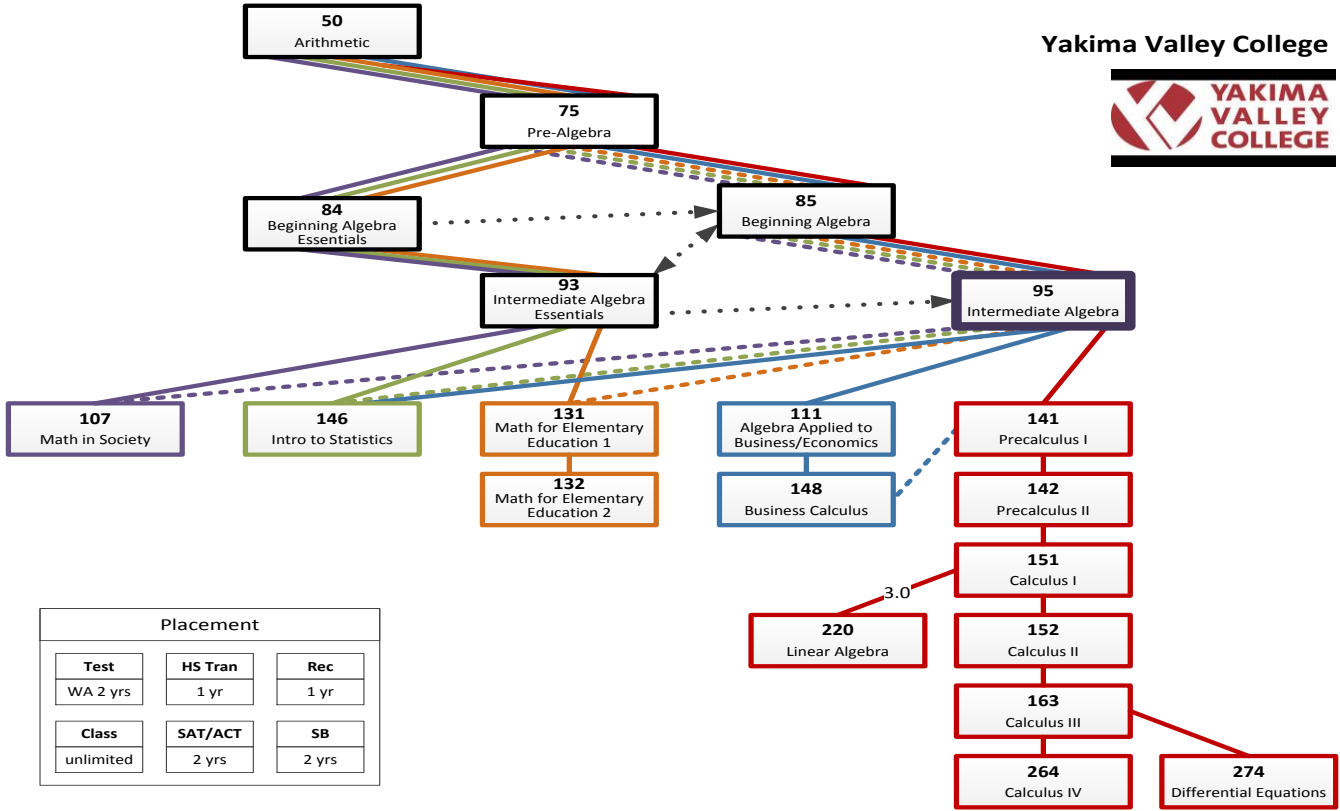 50
Arithmetic
Yakima Valley College
YAKIMA
VALLEY
COLLEGE
75
Pre-Algebra
84
Beginning Algebra
Essentials
85
Beginning Algebra
93
Intermediate Algebra
Essentials
95
Intermediate Algebra
107
Math in Society
146
Intro to Statistics
131
Math for Elementary
Education 1
111
Algebra Applied to
Business/Economics
141
Precalculus I
132
Math for Elementary
Education 2
148
Business Calculus
142
Precalculus II
151
Calculus I
3.0
220
Linear Algebra
152
Calculus II
163
Calculus III
264
Calculus IV
274
Differential Equations
Placement
Test
WA 2 yrs
HS Tran
1 yr
Rec
1 yr
Class
unlimited
SAT/ACT
2 yrs
SB
2 yrs